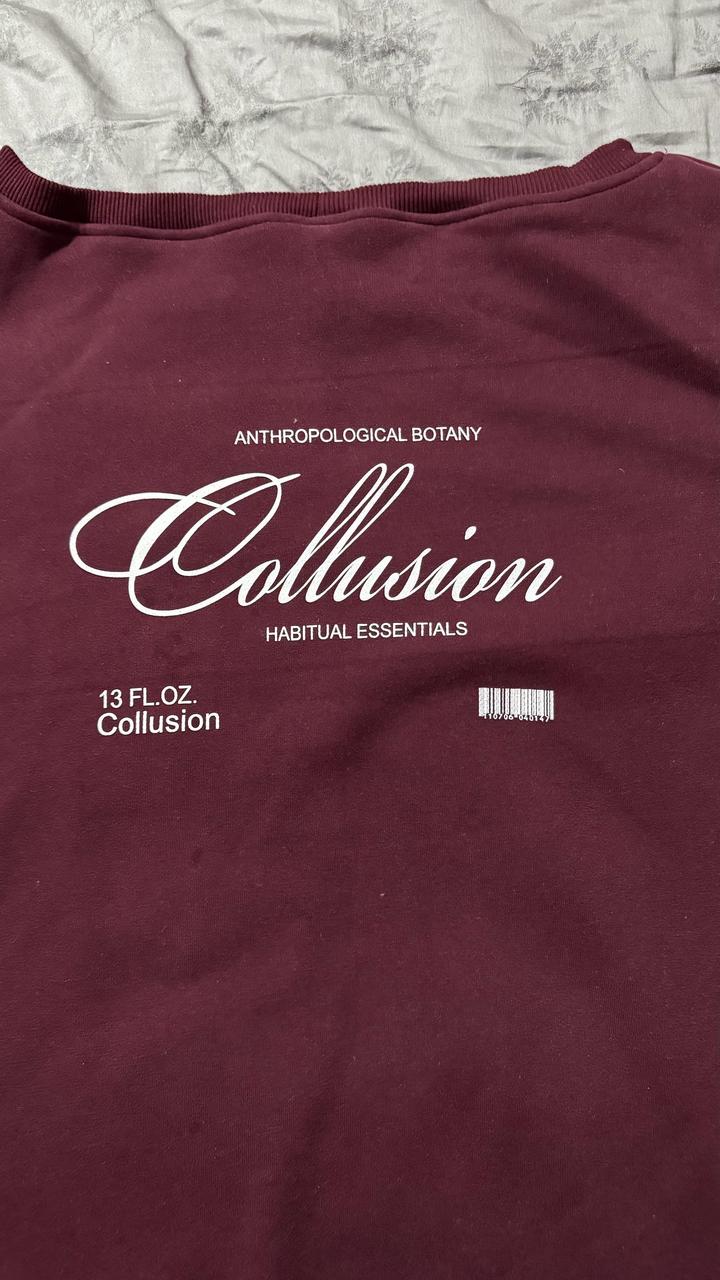 ANTHROPOLOGICAL BOTANY
Collusion
HABITUAL ESSENTIALS
13 FL.OZ.
Collusion